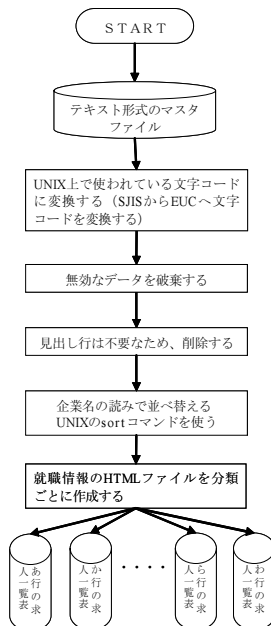 ＳＴＡＲＴ
テキスト形式のマスタ
ファイル
UNIX上で使われている文字コード
に変換する（SJISからEUCへ文字
コードを変換する）
無効なデータを破棄する
見出し行は不要なため、削除する
企業名の読みで並べ替える
UNIXのsortコマンドを使う
就職情報のHTMLファイルを分類
ごとに作成する
あ行の求
人一覧表
か行の求
人一覧表
・・・・
ら行の求
人一覧表
わ行の求
人一覧表